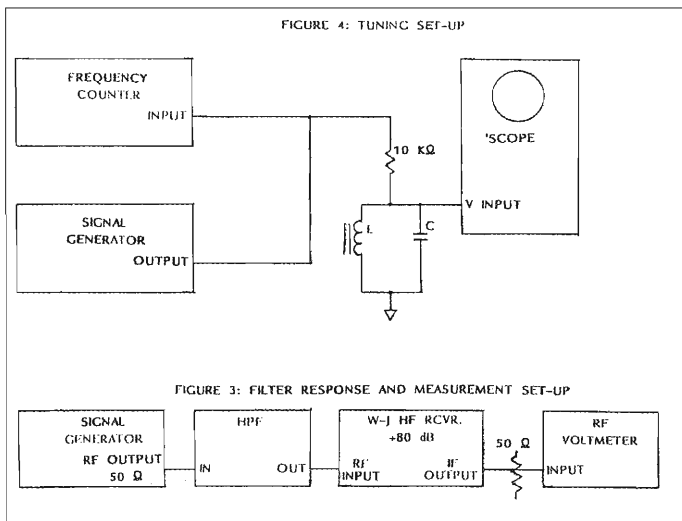 FIGURE 4: TUNING SET-UP
FREQUENCY
COUNTER
INPUT
10 KΩ
'SCOPE
V INPUT
L
C
SIGNAL
GENERATOR
OUTPUT
FIGURE 3: FILTER RESPONSE AND MEASUREMENT SET-UP
SIGNAL
GENERATOR
RF OUTPUT
50 Ω
HPF
IN
OUT
W-J HF RCVR.
+80 dB
RF
INPUT
IF
OUTPUT
50 Ω
RF
VOLTMETER
INPUT